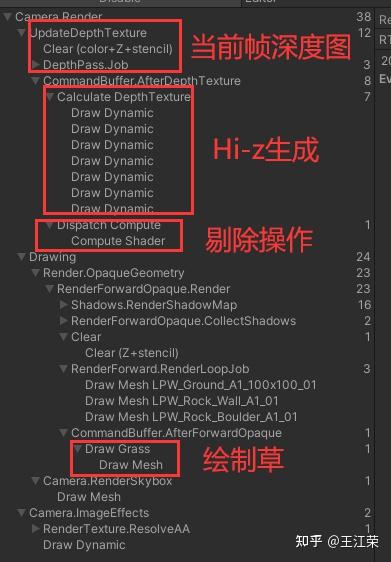 Disable
Editor
Camera.Render 38
UpdateDepthTexture 12
Clear (color+Z+stencil)
当前帧深度图
DepthPass.Job 3
CommandBuffer.AfterDepthTexture 8
Calculate DepthTexture 7
Draw Dynamic
Draw Dynamic
Draw Dynamic
Draw Dynamic
Draw Dynamic
Draw Dynamic
Draw Dynamic
Hi-z生成
Dispatch Compute 1
Compute Shader
剔除操作
Drawing 24
Render.OpaqueGeometry 23
RenderForwardOpaque.Render 23
Shadows.RenderShadowMap 16
RenderForwardOpaque.CollectShadows 2
Clear 1
Clear (Z+stencil)
RenderForward.RenderLoopJob 3
Draw Mesh LPW_Ground_A1_100x100_01
Draw Mesh LPW_Rock_Wall_A1_01
Draw Mesh LPW_Rock_Boulder_A1_01
CommandBuffer.AfterForwardOpaque 1
Draw Grass 1
Draw Mesh
绘制草
Camera.RenderSkybox 1
Draw Mesh
Camera.ImageEffects 2
RenderTexture.ResolveAA 1
Draw Dynamic
知乎 @王江荣